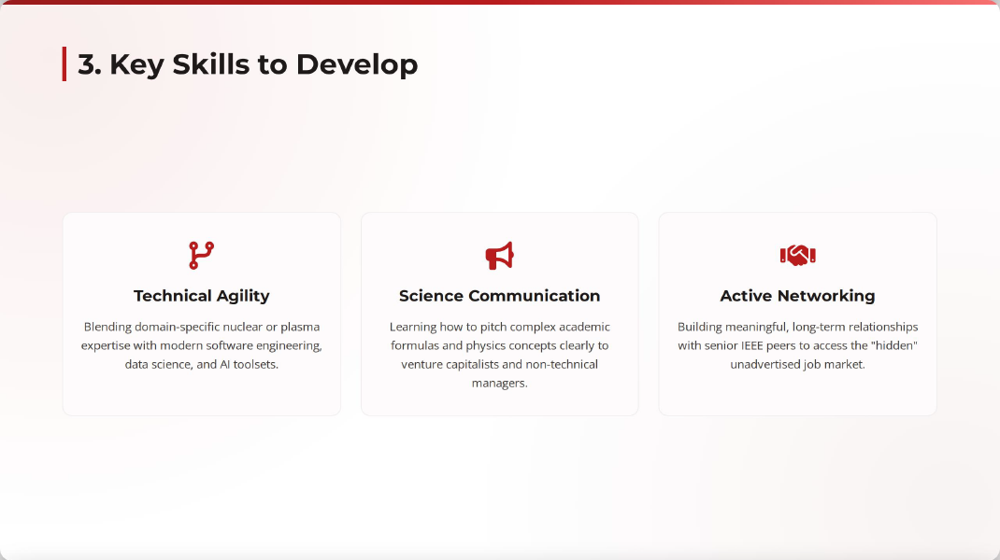 3. Key Skills to Develop
Technical Agility
Blending domain-specific nuclear or plasma
expertise with modern software engineering,
data science, and AI toolsets.
Science Communication
Learning how to pitch complex academic
formulas and physics concepts clearly to
venture capitalists and non-technical
managers.
Active Networking
Building meaningful, long-term relationships
with senior IEEE peers to access the "hidden"
unadvertised job market.